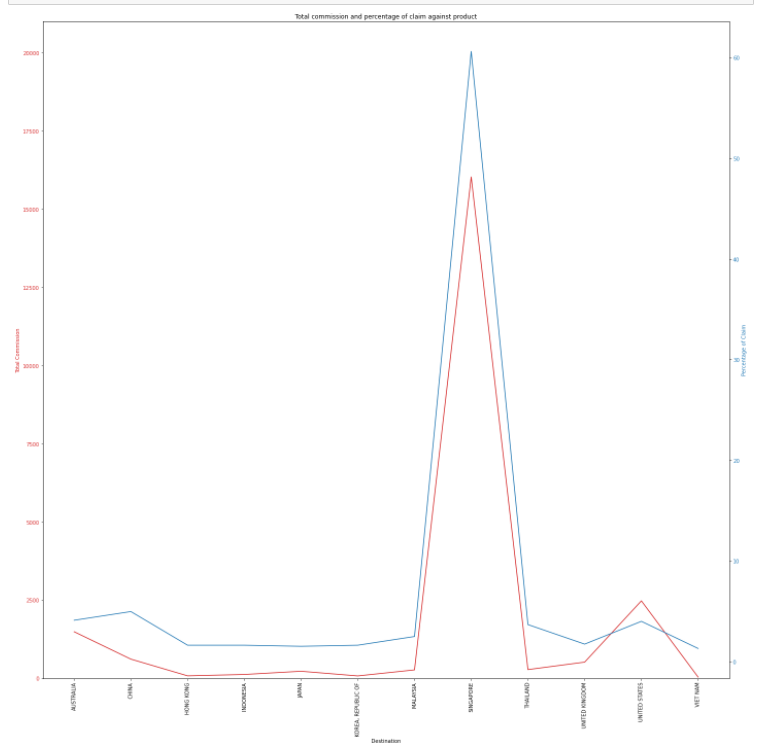 Total commission and percentage of claim against product
20000
17500
15000
12500
10000
7500
5000
2500
0
Total Commission
60
50
40
30
20
10
0
Percentage of Claim
AUSTRALIA
CHINA
HONG KONG
INDONESIA
JAPAN
KOREA, REPUBLIC OF
MALAYSIA
SINGAPORE
THAILAND
UNITED KINGDOM
UNITED STATES
VIET NAM
Destination